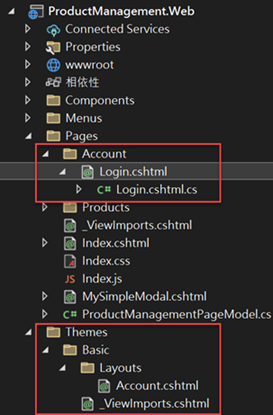 ProductManagement.Web
Connected Services
Properties
wwwroot
相依性
Components
Menus
Pages
Account
Login.cshtml
C# Login.cshtml.cs
Products
_ViewImports.cshtml
Index.cshtml
Index.css
JS Index.js
MySimpleModal.cshtml
C# ProductManagementPageModel.cs
Themes
Basic
Layouts
Account.cshtml
_ViewImports.cshtml